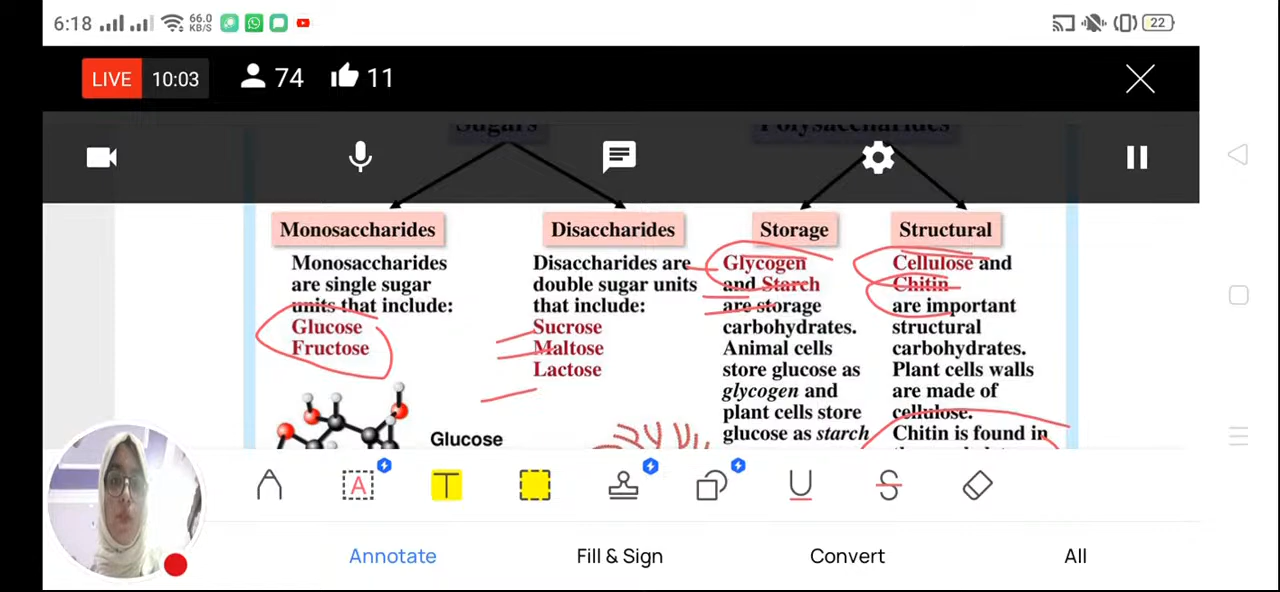 6:18 66.0 KB/S 22
LIVE 10:03 74 11
Sugars
Polysaccharides
Monosaccharides
Monosaccharides
are single sugar
units that include:
Glucose
Fructose
Glucose
Disaccharides
Disaccharides are
double sugar units
that include:
Sucrose
Maltose
Lactose
Storage
Glycogen
and Starch
are storage
carbohydrates.
Animal cells
store glucose as
glycogen and
plant cells store
glucose as starch
Structural
Cellulose and
Chitin
are important
structural
carbohydrates.
Plant cells walls
are made of
cellulose.
Chitin is found in
A T U S
Annotate Fill & Sign Convert All